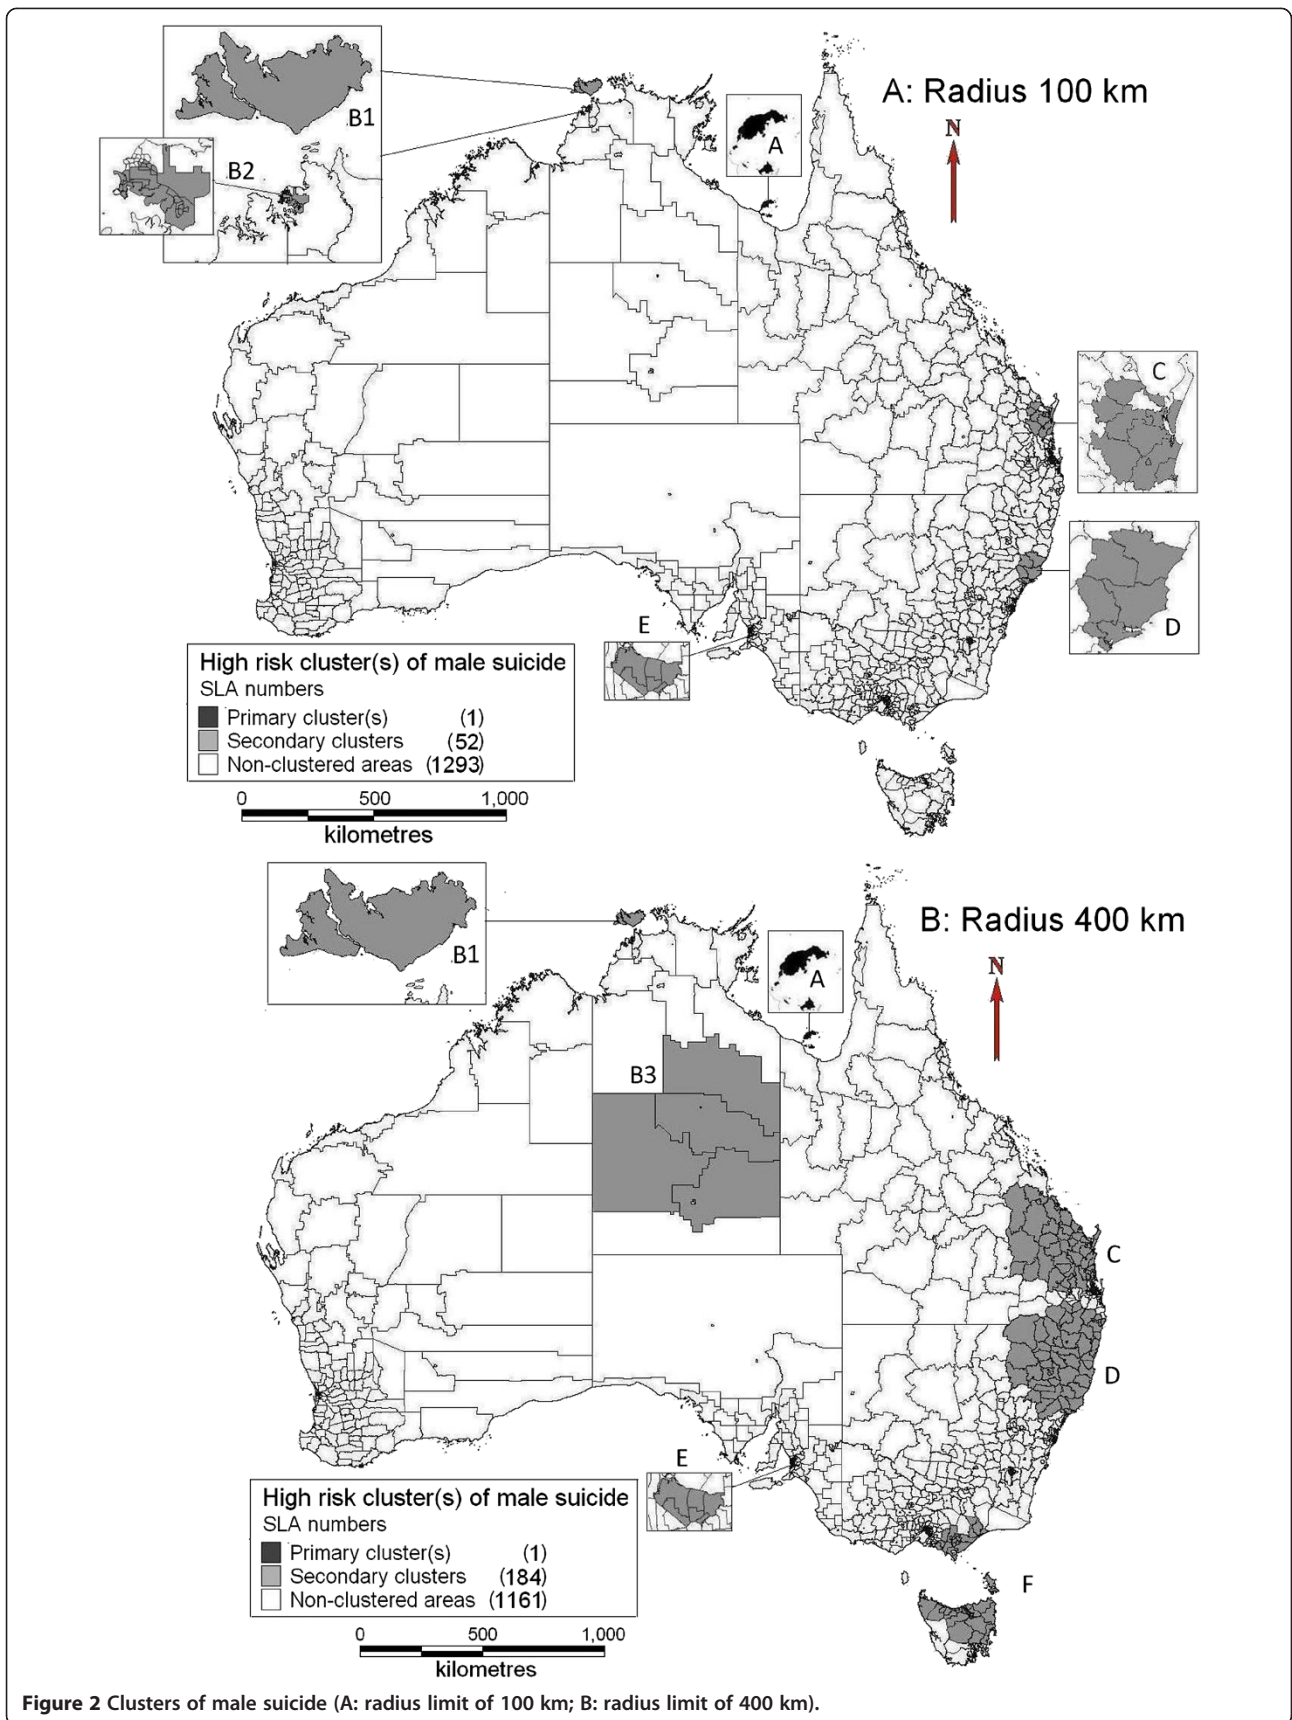 A: Radius 100 km
N
B1
B2
A
C
D
E
High risk cluster(s) of male suicide
SLA numbers
Primary cluster(s) (1)
Secondary clusters (52)
Non-clustered areas (1293)
0 500 1,000
kilometres
B: Radius 400 km
N
B1
A
B3
C
D
E
F
High risk cluster(s) of male suicide
SLA numbers
Primary cluster(s) (1)
Secondary clusters (184)
Non-clustered areas (1161)
0 500 1,000
kilometres
Figure 2 Clusters of male suicide (A: radius limit of 100 km; B: radius limit of 400 km).